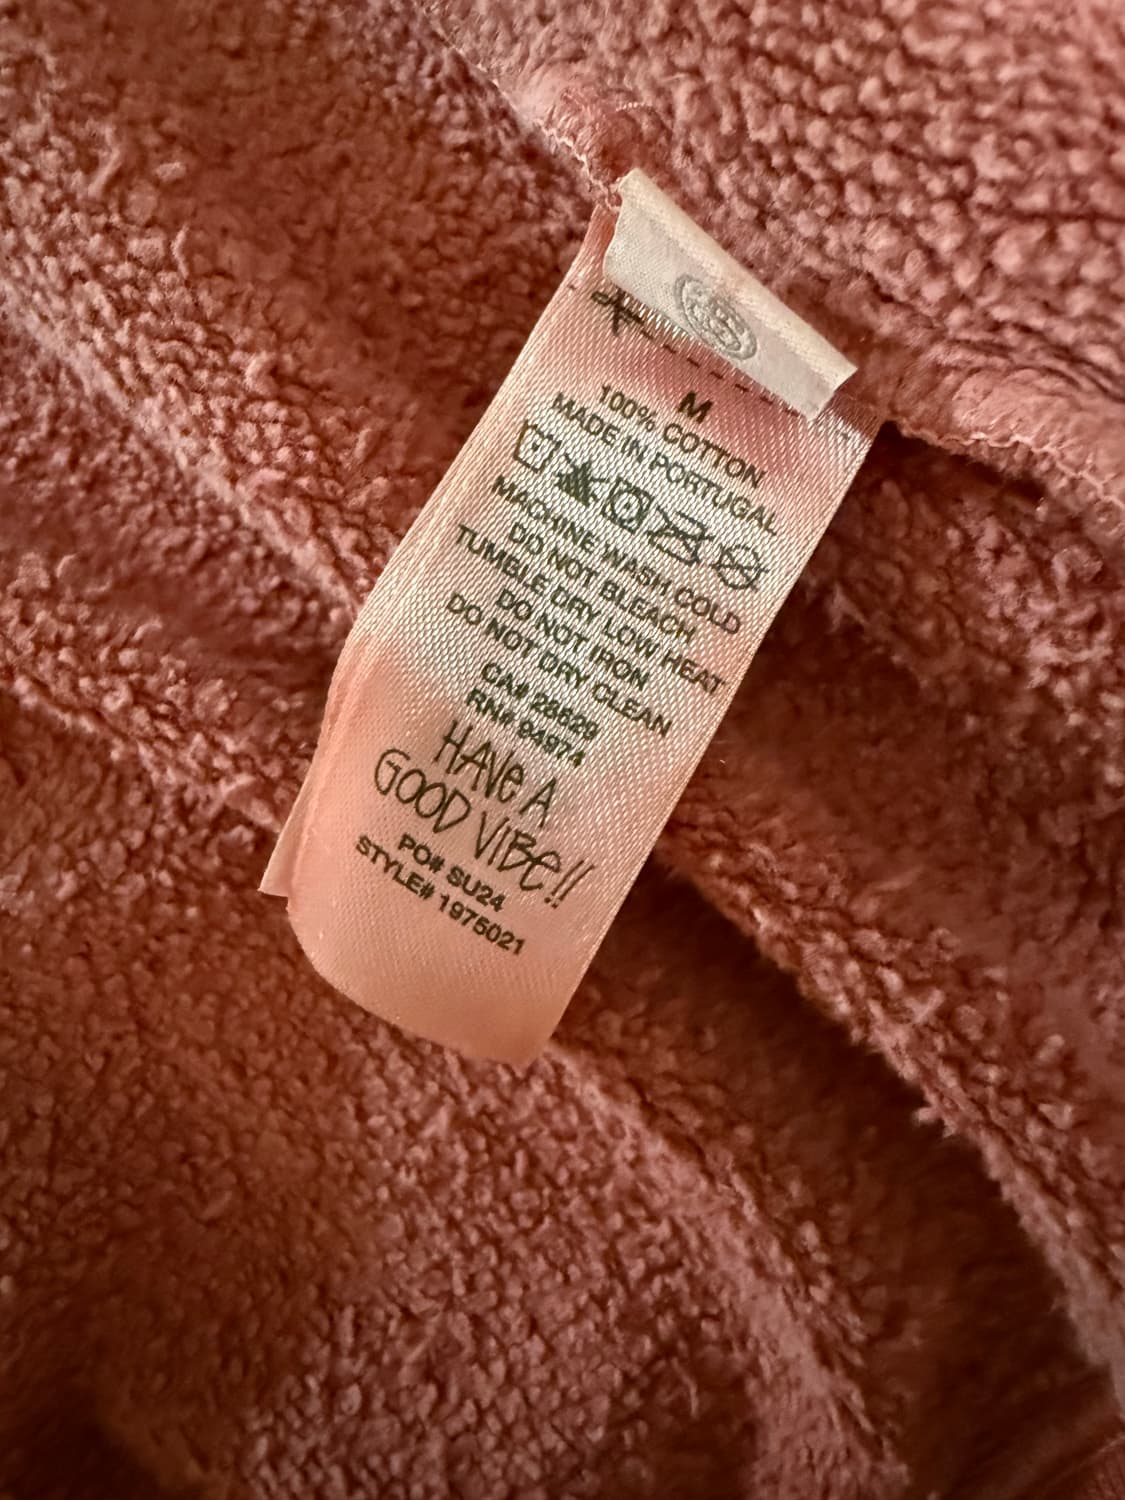 M
100% COTTON
MADE IN PORTUGAL
MACHINE WASH COLD
DO NOT BLEACH
TUMBLE DRY LOW HEAT
DO NOT IRON
DO NOT DRY CLEAN
CA# 28629
RN# 94974
HAVE A
GOOD VIBE!!
PO# SU24
STYLE# 1975021